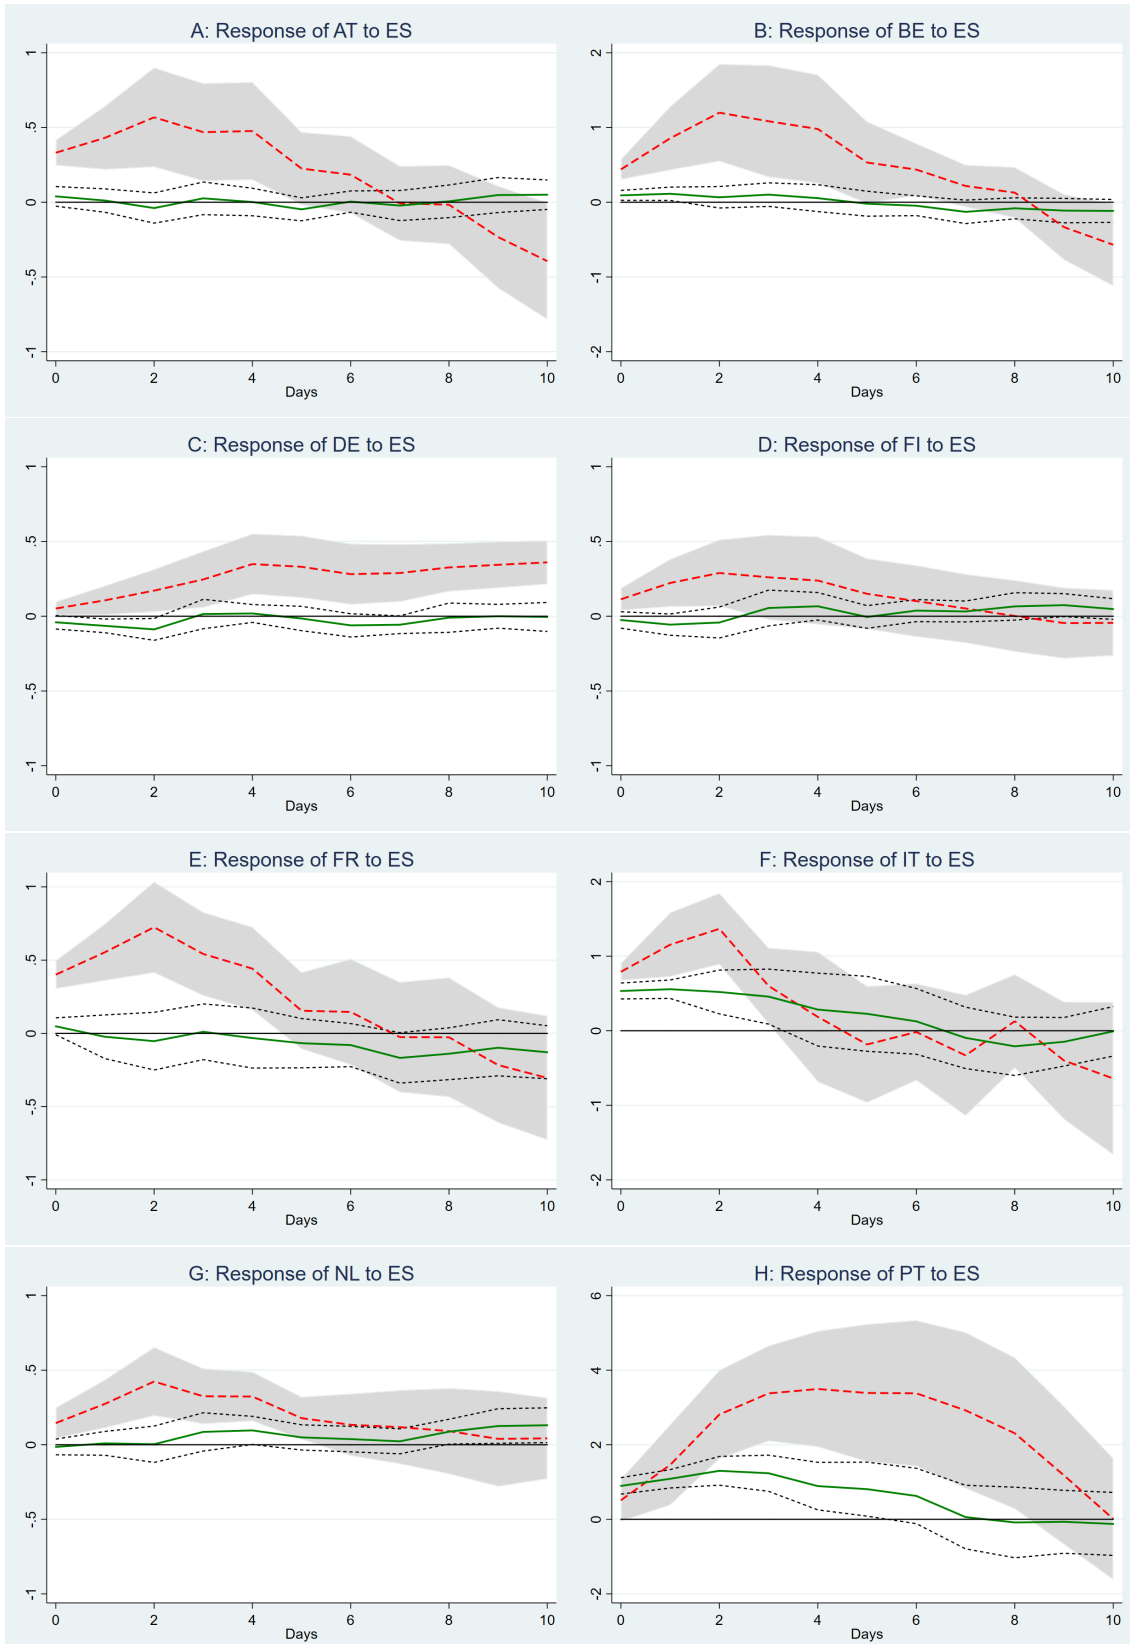 A: Response of AT to ES
1
.5
0
-.5
-1
0 2 4 6 8 10
Days
B: Response of BE to ES
2
1
0
-1
-2
0 2 4 6 8 10
Days
C: Response of DE to ES
1
.5
0
-.5
-1
0 2 4 6 8 10
Days
D: Response of FI to ES
1
.5
0
-.5
-1
0 2 4 6 8 10
Days
E: Response of FR to ES
1
.5
0
-.5
-1
0 2 4 6 8 10
Days
F: Response of IT to ES
2
1
0
-1
-2
0 2 4 6 8 10
Days
G: Response of NL to ES
1
.5
0
-.5
-1
0 2 4 6 8 10
Days
H: Response of PT to ES
6
4
2
0
-2
0 2 4 6 8 10
Days